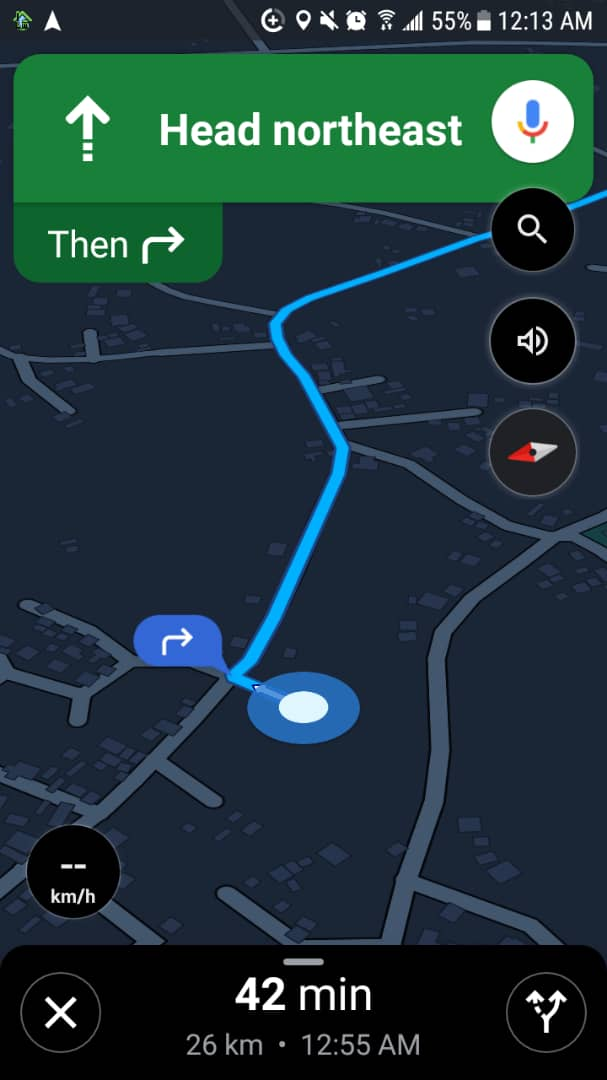 55% 12:13 AM
Head northeast
Then
--
km/h
42 min
26 km • 12:55 AM